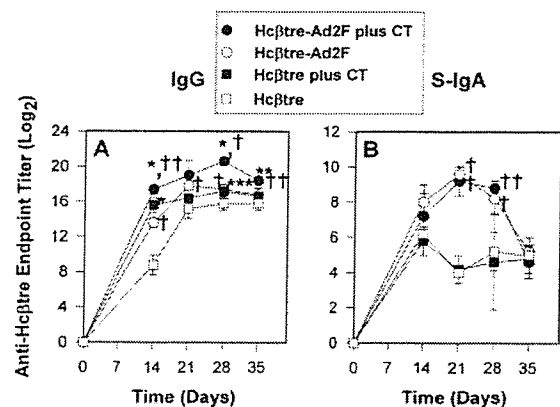 Hcβtre-Ad2F plus CT
Hcβtre-Ad2F
IgG Hcβtre plus CT S-IgA
Hcβtre
Anti-Hcβtre Endpoint Titer (Log2)
A
24
20
16
12
8
4
0
*,††
*,†
**
† † ***††
†
0 7 14 21 28 35
Time (Days)
B
12
10
8
6
4
2
0
†
‡
††
†
0 7 14 21 28 35
Time (Days)